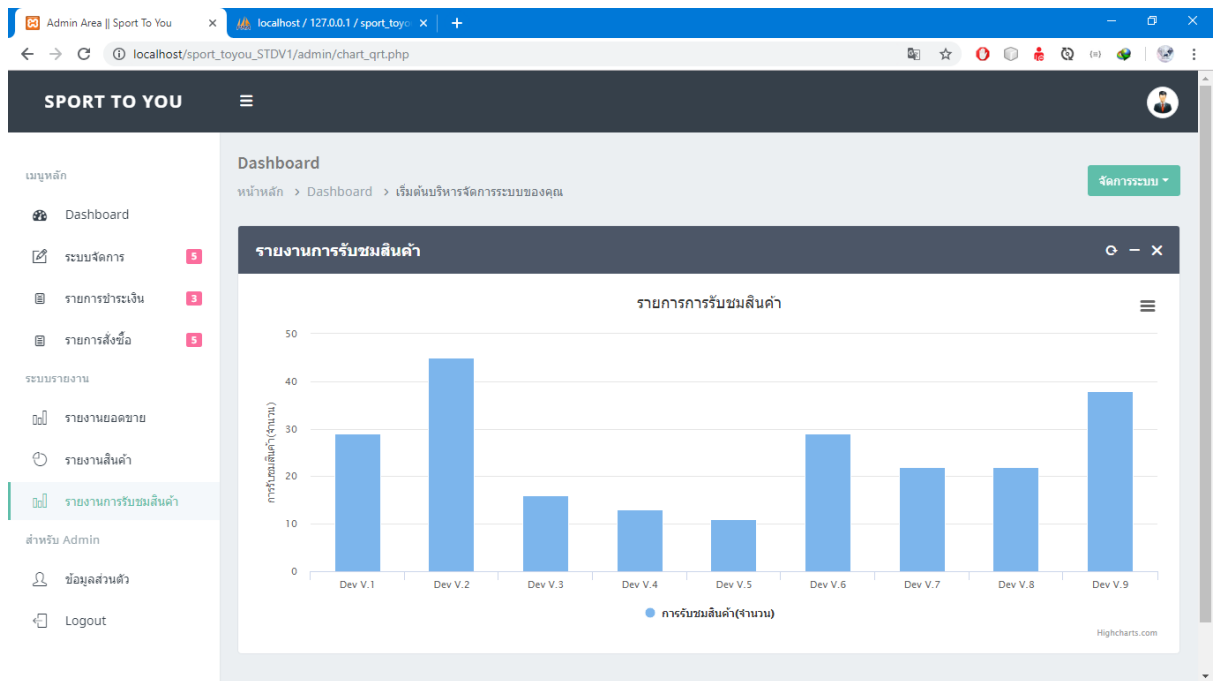 Admin Area || Sport To You
localhost / 127.0.0.1 / sport_toyo
localhost/sport_toyou_STDV1/admin/chart_qrt.php
SPORT TO YOU
เมนูหลัก
Dashboard
ระบบจัดการ 5
รายการชำระเงิน 3
รายการสั่งซื้อ 5
ระบบรายงาน
รายงานยอดขาย
รายงานสินค้า
รายงานการรับชมสินค้า
สำหรับ Admin
ข้อมูลส่วนตัว
Logout
Dashboard
หน้าหลัก > Dashboard > เริ่มต้นบริหารจัดการระบบของคุณ
จัดการระบบ
รายงานการรับชมสินค้า
รายการการรับชมสินค้า
การรับชมสินค้า(จำนวน)
50
40
30
20
10
0
Dev V.1 Dev V.2 Dev V.3 Dev V.4 Dev V.5 Dev V.6 Dev V.7 Dev V.8 Dev V.9
การรับชมสินค้า(จำนวน)
Highcharts.com